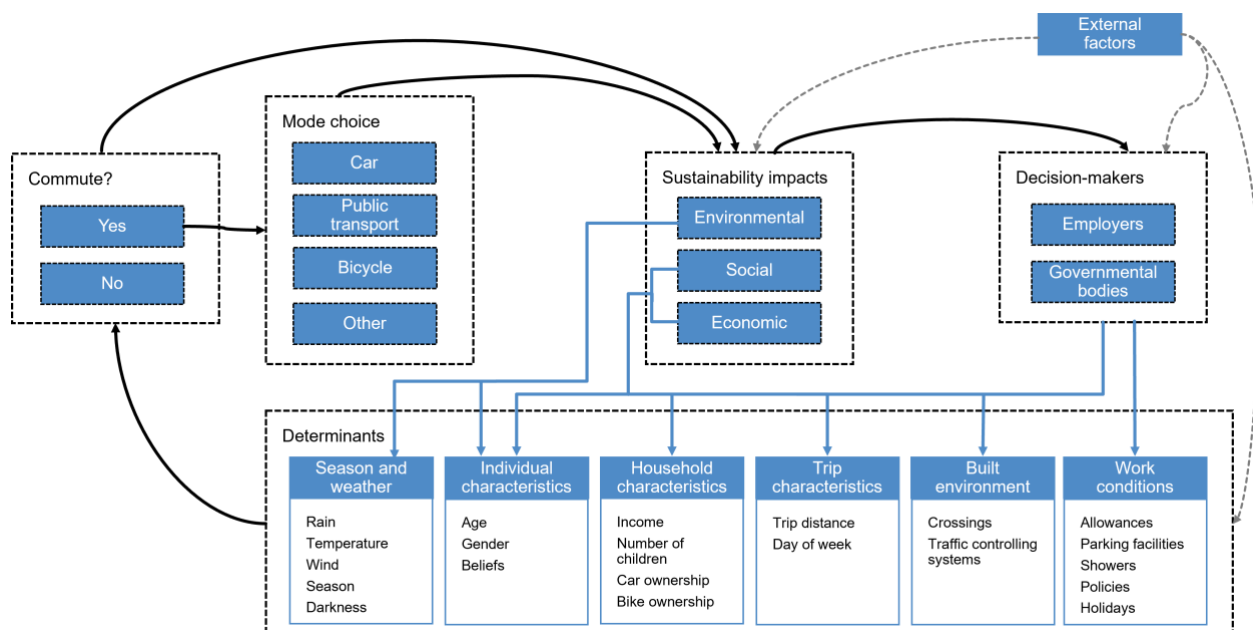 External
factors
Mode choice
Car
Public
transport
Bicycle
Other
Commute?
Yes
No
Sustainability impacts
Environmental
Social
Economic
Decision-makers
Employers
Governmental
bodies
Determinants
Season and
weather
Rain
Temperature
Wind
Season
Darkness
Individual
characteristics
Age
Gender
Beliefs
Household
characteristics
Income
Number of
children
Car ownership
Bike ownership
Trip
characteristics
Trip distance
Day of week
Built
environment
Crossings
Traffic controlling
systems
Work
conditions
Allowances
Parking facilities
Showers
Policies
Holidays